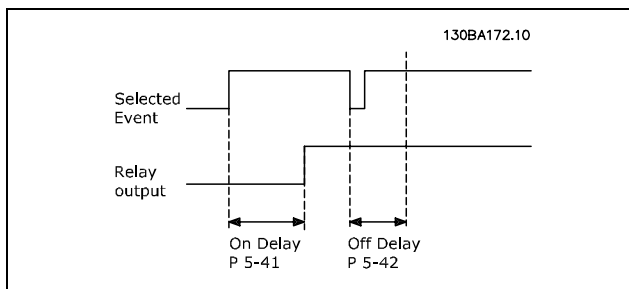 130BA172.10
Selected
Event
Relay
output
On Delay
P 5-41
Off Delay
P 5-42